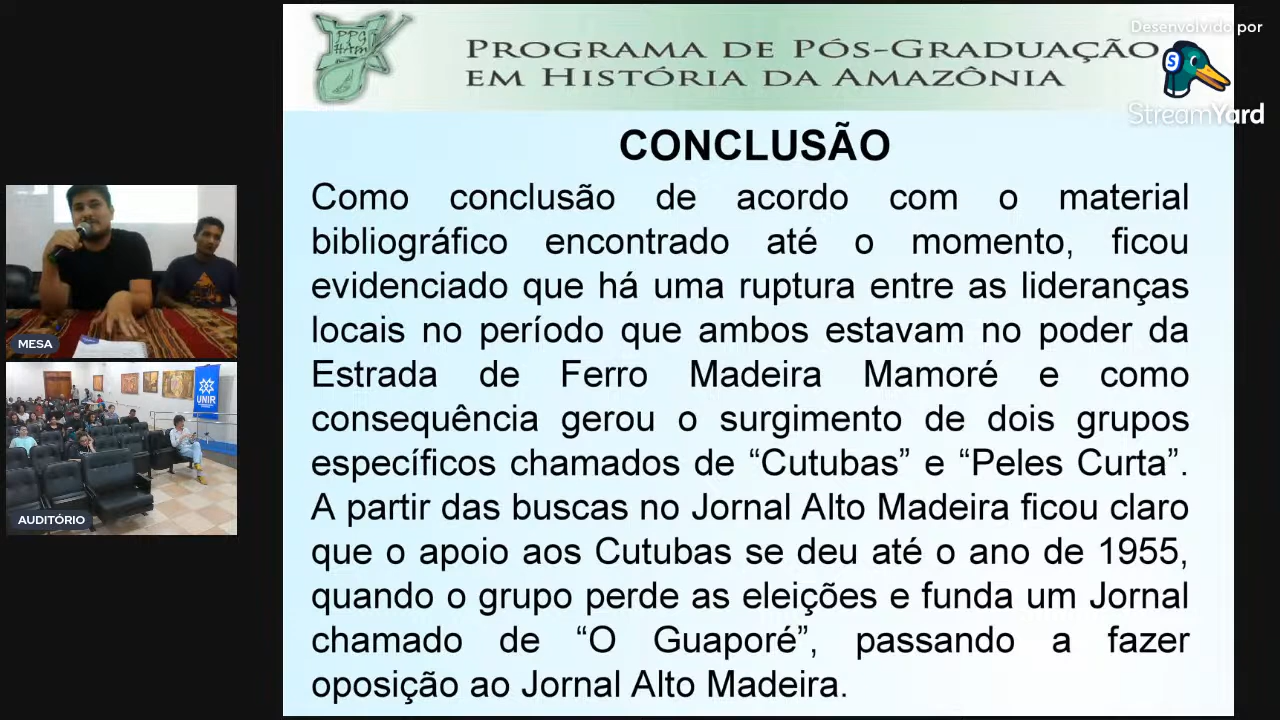 PPG
HAm
PROGRAMA DE PÓS-GRADUAÇÃO
EM HISTÓRIA DA AMAZÔNIA
Desenvolvido por
S
StreamYard
CONCLUSÃO
Como conclusão de acordo com o material
bibliográfico encontrado até o momento, ficou
evidenciado que há uma ruptura entre as lideranças
locais no período que ambos estavam no poder da
Estrada de Ferro Madeira Mamoré e como
consequência gerou o surgimento de dois grupos
específicos chamados de “Cutubas” e “Peles Curta”.
A partir das buscas no Jornal Alto Madeira ficou claro
que o apoio aos Cutubas se deu até o ano de 1955,
quando o grupo perde as eleições e funda um Jornal
chamado de “O Guaporé”, passando a fazer
oposição ao Jornal Alto Madeira.
MESA
UNIR
AUDITÓRIO